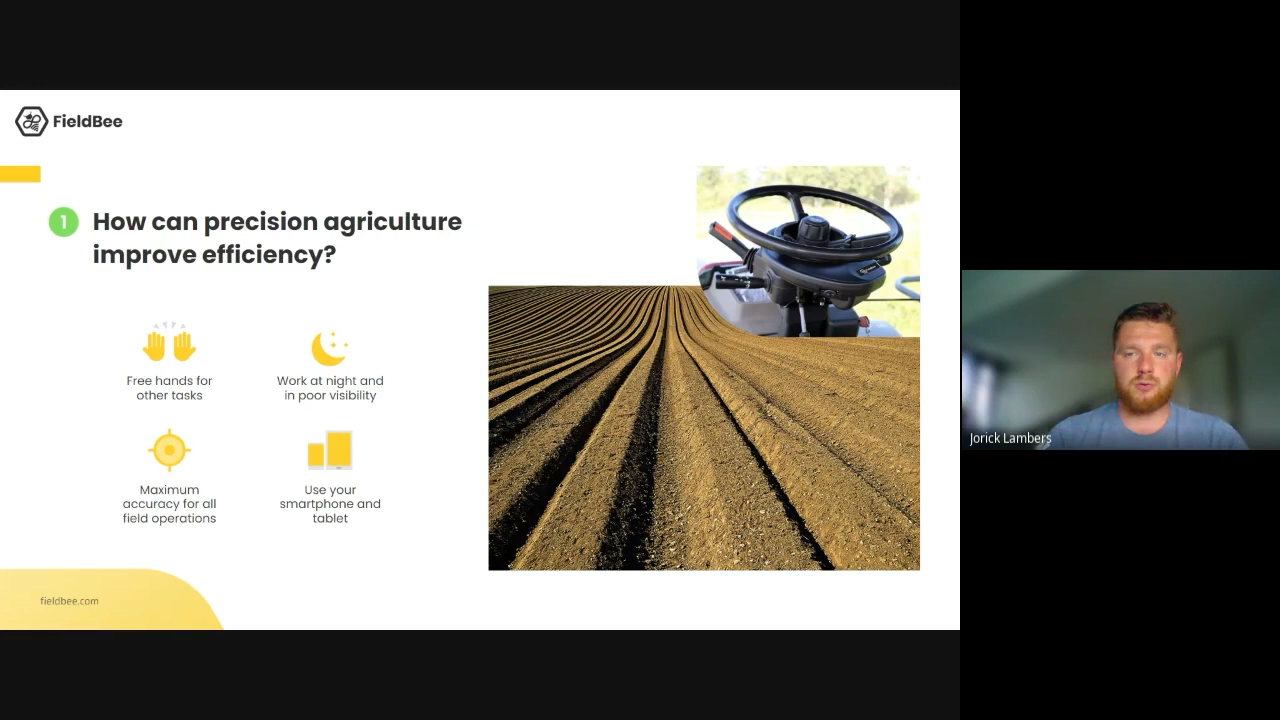 FieldBee
1
How can precision agriculture
improve efficiency?
Free hands for
other tasks
Work at night and
in poor visibility
Maximum
accuracy for all
field operations
Use your
smartphone and
tablet
fieldbee.com
Jorick Lambers